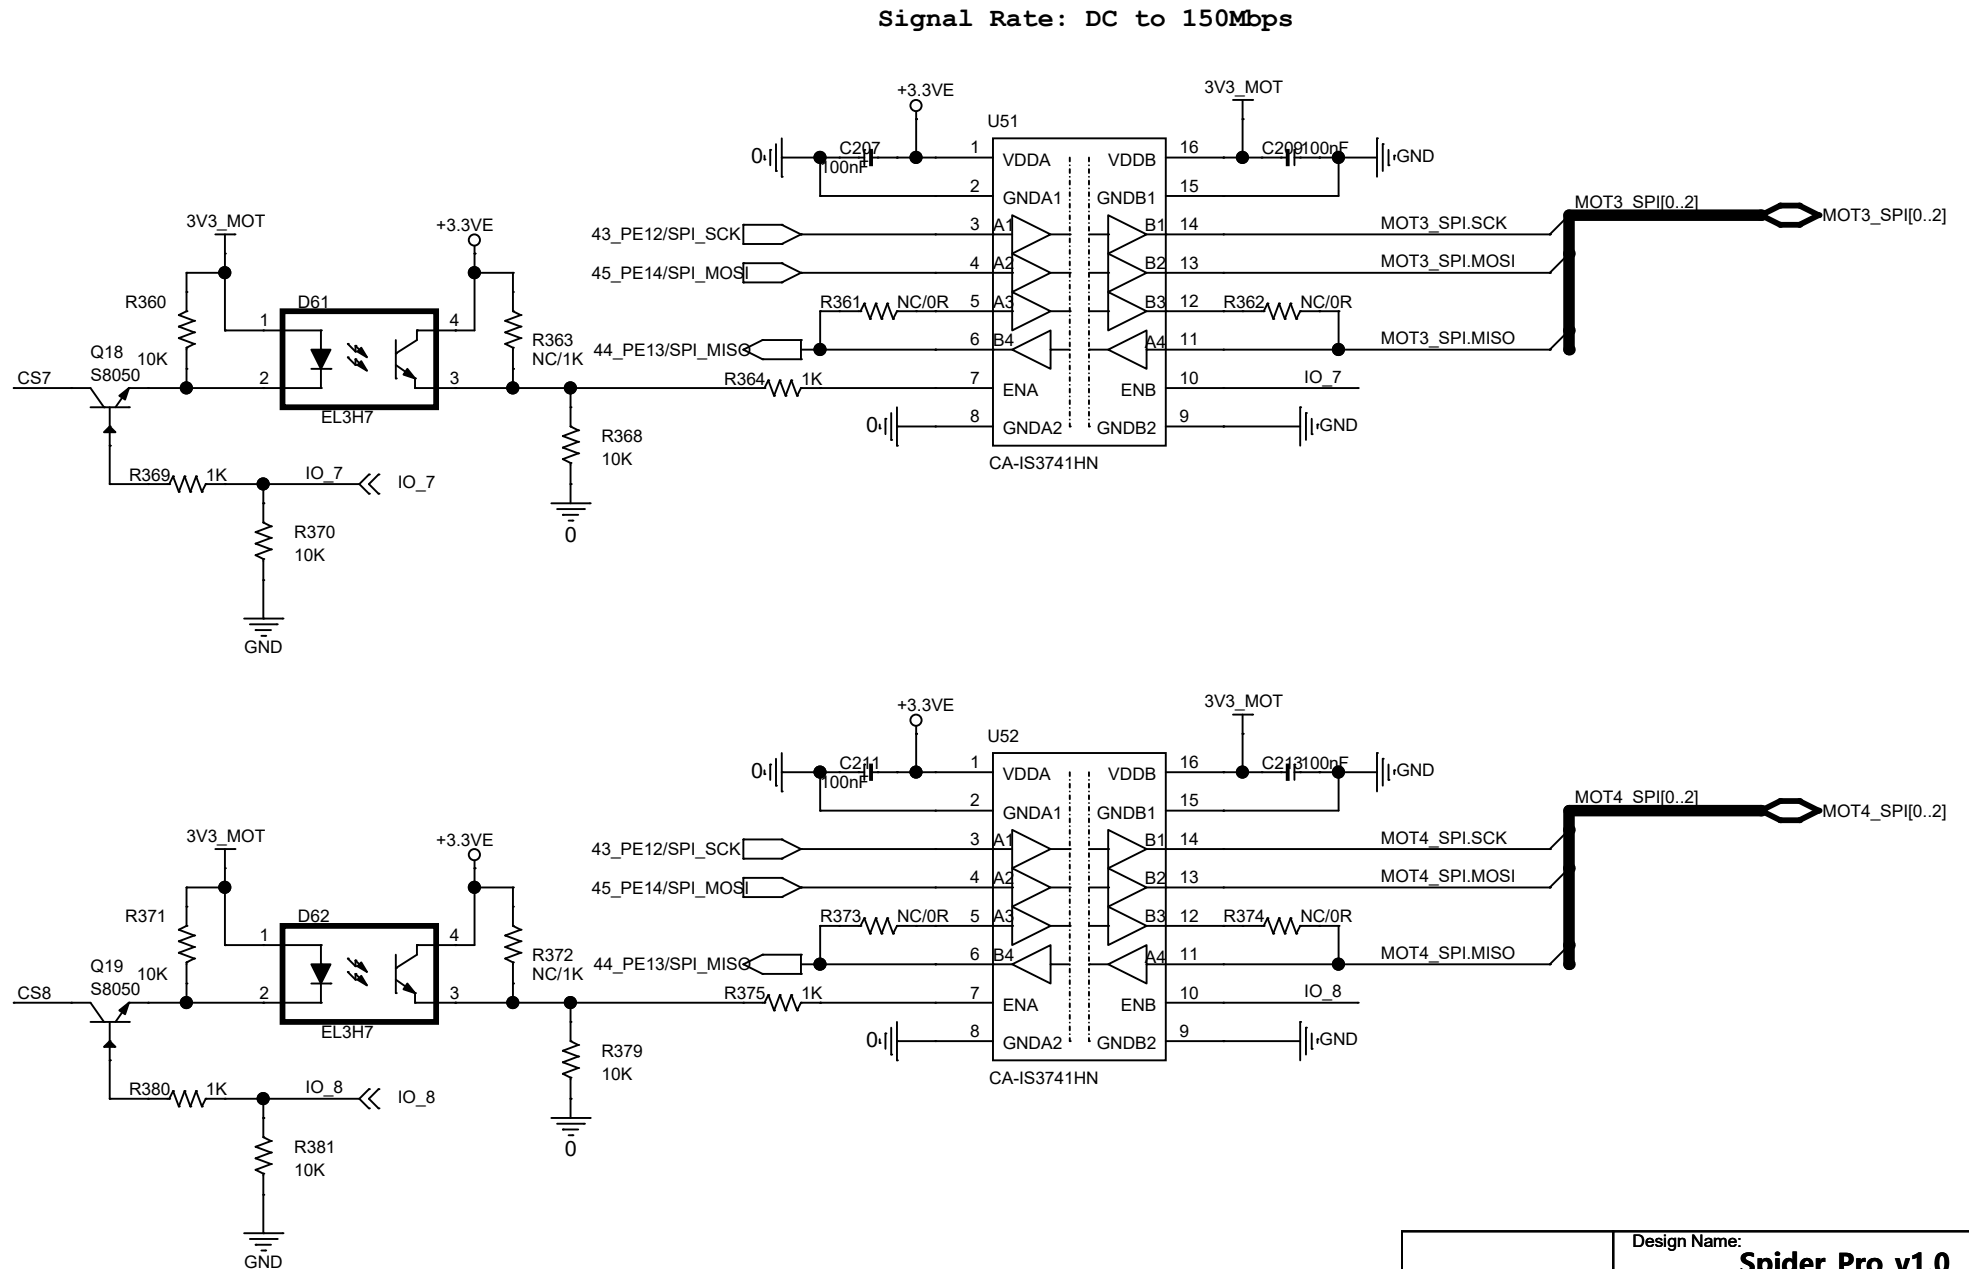 Signal Rate: DC to 150Mbps
+3.3VE
3V3_MOT
U51
0
C207
100nF
1
VDDA
VDDB
16
C209
100nF
GND
2
GNDA1
GNDB1
15
MOT3_SPI[0..2]
MOT3_SPI[0..2]
3V3_MOT
+3.3VE
43_PE12/SPI_SCK
3
A1
B1
14
MOT3_SPI.SCK
45_PE14/SPI_MOSI
4
A2
B2
13
MOT3_SPI.MOSI
R360
10K
D61
1
4
R361
NC/0R
5
A3
B3
12
R362
NC/0R
Q18
S8050
R363
NC/1K
44_PE13/SPI_MISO
6
B4
A4
11
MOT3_SPI.MISO
CS7
2
3
R364
1K
7
ENA
ENB
10
IO_7
EL3H7
0
8
GNDA2
GNDB2
9
GND
R368
10K
CA-IS3741HN
R369
1K
IO_7
IO_7
R370
10K
0
GND
+3.3VE
3V3_MOT
U52
0
C211
100nF
1
VDDA
VDDB
16
C213
100nF
GND
2
GNDA1
GNDB1
15
MOT4_SPI[0..2]
MOT4_SPI[0..2]
3V3_MOT
+3.3VE
43_PE12/SPI_SCK
3
A1
B1
14
MOT4_SPI.SCK
45_PE14/SPI_MOSI
4
A2
B2
13
MOT4_SPI.MOSI
R371
10K
D62
1
4
R373
NC/0R
5
A3
B3
12
R374
NC/0R
Q19
S8050
R372
NC/1K
44_PE13/SPI_MISO
6
B4
A4
11
MOT4_SPI.MISO
CS8
2
3
R375
1K
7
ENA
ENB
10
IO_8
EL3H7
0
8
GNDA2
GNDB2
9
GND
R379
10K
CA-IS3741HN
R380
1K
IO_8
IO_8
R381
10K
0
GND
Design Name:
Spider Pro v1.0